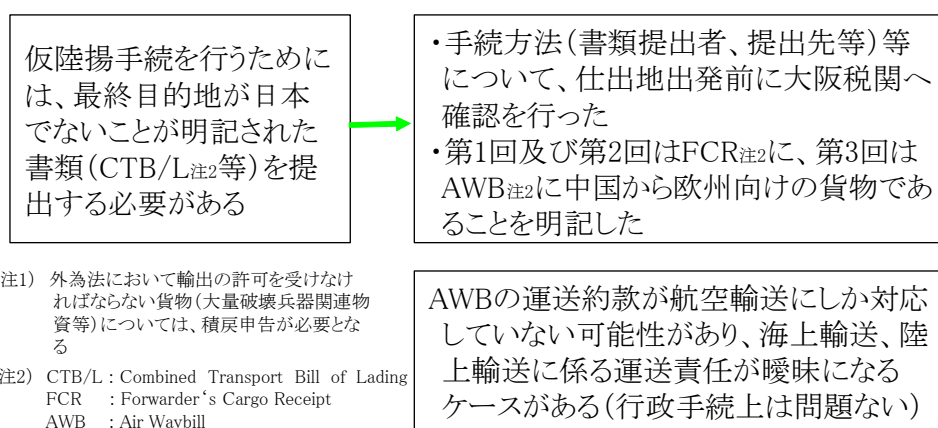 仮陸揚手続を行うために
は、最終目的地が日本
でないことが明記された
書類(CTB/L注2等)を提
出する必要がある
・手続方法(書類提出者、提出先等)等
について、仕出地出発前に大阪税関へ
確認を行った
・第1回及び第2回はFCR注2に、第3回は
AWB注2に中国から欧州向けの貨物であ
ることを明記した
注1) 外為法において輸出の許可を受けなけ
ればならない貨物(大量破壊兵器関連物
資等)については、積戻申告が必要とな
る
注2) CTB/L : Combined Transport Bill of Lading
FCR : Forwarder‘s Cargo Receipt
AWB : Air Waybill
AWBの運送約款が航空輸送にしか対応
していない可能性があり、海上輸送、陸
上輸送に係る運送責任が曖昧になる
ケースがある(行政手続上は問題ない)